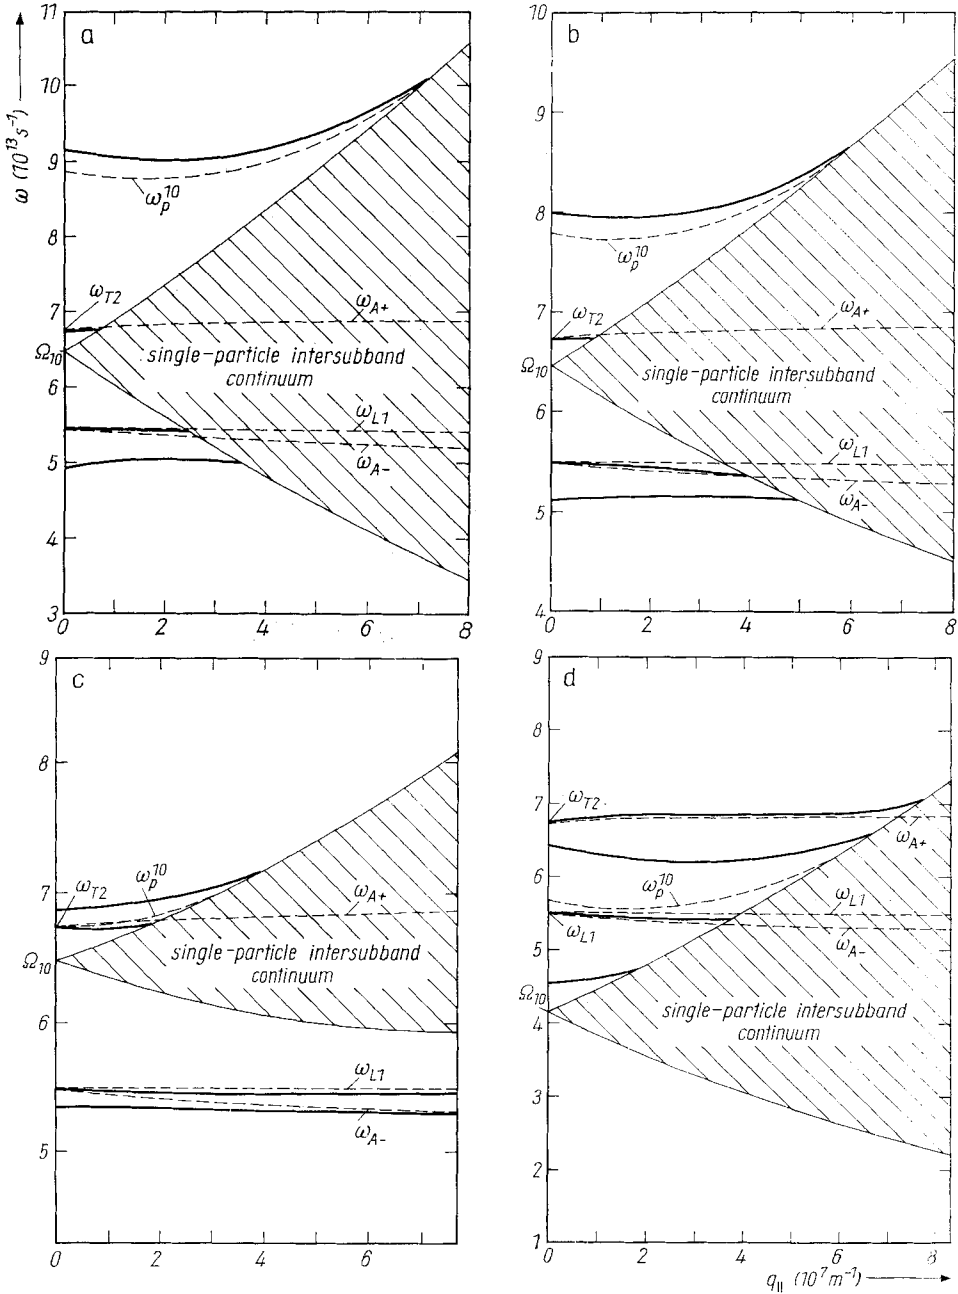 a
ω (10¹³ s⁻¹)
11
10
9
8
7
6
5
4
3
0
2
4
6
8
ω_p^10
ω_T2
ω_A+
Ω_10
single-particle intersubband
continuum
ω_L1
ω_A-
b
10
9
8
7
6
5
4
0
2
4
6
8
ω_p^10
ω_T2
ω_A+
Ω_10
single-particle intersubband
continuum
ω_L1
ω_A-
c
9
8
7
6
5
0
2
4
6
ω_T2
ω_p^10
ω_A+
Ω_10
single-particle intersubband
continuum
ω_L1
ω_A-
d
9
8
7
6
5
4
3
2
1
0
2
4
6
8
ω_T2
ω_A+
ω_p^10
ω_L1
ω_L1
ω_A-
Ω_10
single-particle intersubband
continuum
q_|| (10⁷ m⁻¹)